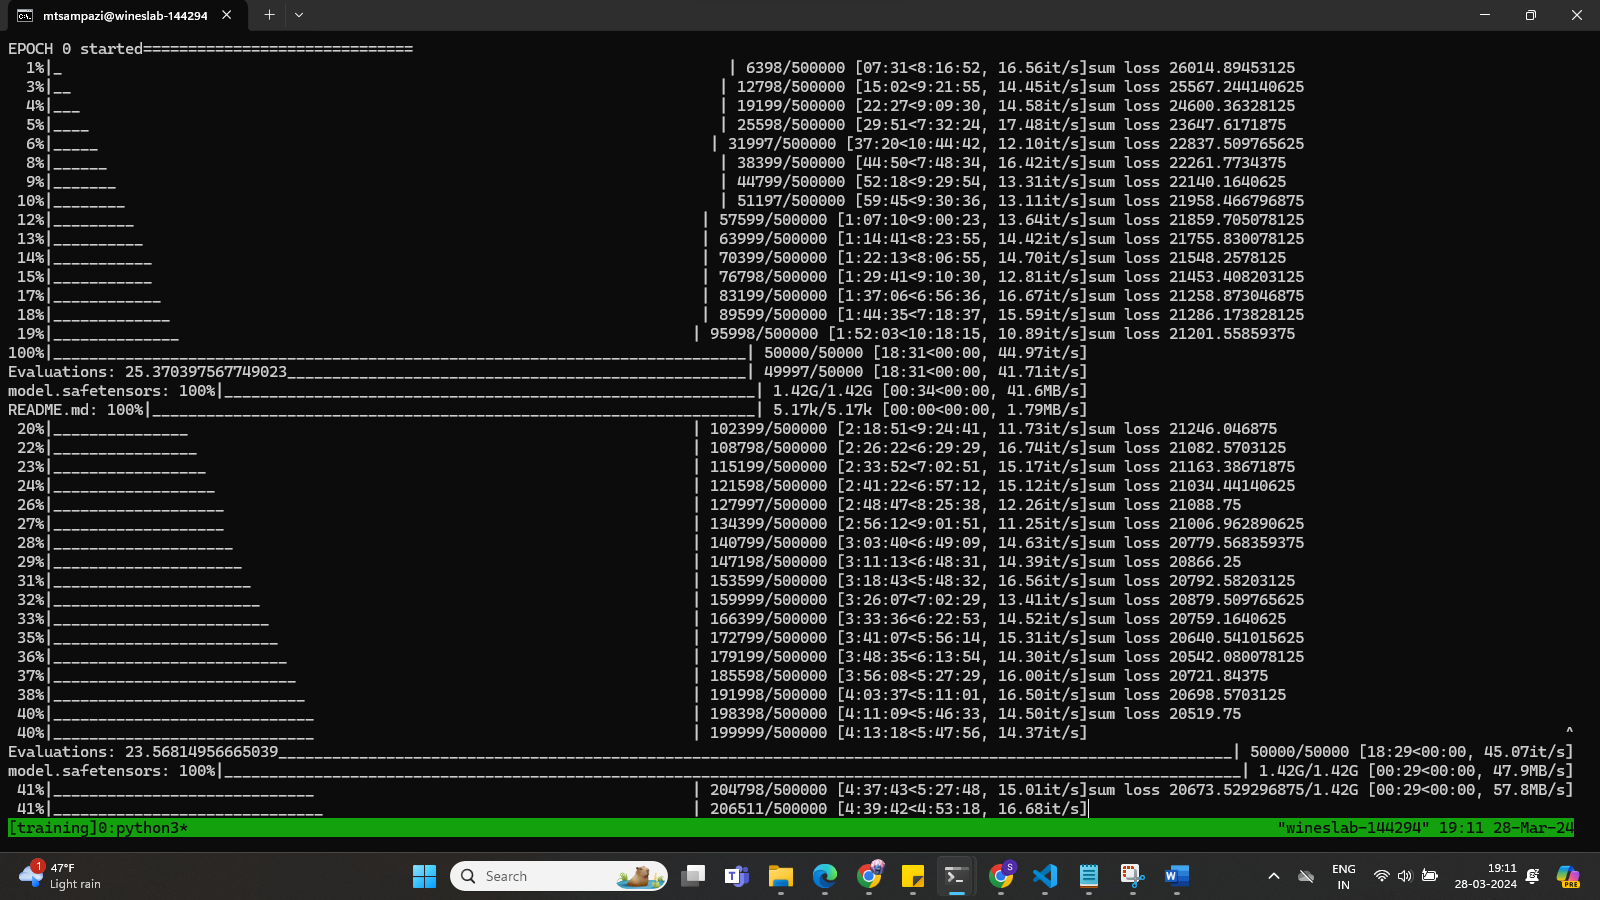 mtsampazi@wineslab-144294
EPOCH 0 started==============================
1%|_ | 6398/500000 [07:31<8:16:52, 16.56it/s]sum loss 26014.89453125
3%|__ | 12798/500000 [15:02<9:21:55, 14.45it/s]sum loss 25567.244140625
4%|___ | 19199/500000 [22:27<9:09:30, 14.58it/s]sum loss 24600.36328125
5%|____ | 25598/500000 [29:51<7:32:24, 17.48it/s]sum loss 23647.6171875
6%|_____ | 31997/500000 [37:20<10:44:42, 12.10it/s]sum loss 22837.509765625
8%|______ | 38399/500000 [44:50<7:48:34, 16.42it/s]sum loss 22261.7734375
9%|_______ | 44799/500000 [52:18<9:29:54, 13.31it/s]sum loss 22140.1640625
10%|________ | 51197/500000 [59:45<9:30:36, 13.11it/s]sum loss 21958.466796875
12%|_________ | 57599/500000 [1:07:10<9:00:23, 13.64it/s]sum loss 21859.705078125
13%|__________ | 63999/500000 [1:14:41<8:23:55, 14.42it/s]sum loss 21755.830078125
14%|___________ | 70399/500000 [1:22:13<8:06:55, 14.70it/s]sum loss 21548.2578125
15%|___________ | 76798/500000 [1:29:41<9:10:30, 12.81it/s]sum loss 21453.408203125
17%|____________ | 83199/500000 [1:37:06<6:56:36, 16.67it/s]sum loss 21258.873046875
18%|_____________ | 89599/500000 [1:44:35<7:18:37, 15.59it/s]sum loss 21286.173828125
19%|______________ | 95998/500000 [1:52:03<10:18:15, 10.89it/s]sum loss 21201.55859375
100%|_____________________________________________________________________________| 50000/50000 [18:31<00:00, 44.97it/s]
Evaluations: 25.370397567749023___________________________________________________| 49997/50000 [18:31<00:00, 41.71it/s]
model.safetensors: 100%|___________________________________________________________| 1.42G/1.42G [00:34<00:00, 41.6MB/s]
README.md: 100%|___________________________________________________________________| 5.17k/5.17k [00:00<00:00, 1.79MB/s]
20%|_______________ | 102399/500000 [2:18:51<9:24:41, 11.73it/s]sum loss 21246.046875
22%|________________ | 108798/500000 [2:26:22<6:29:29, 16.74it/s]sum loss 21082.5703125
23%|_________________ | 115199/500000 [2:33:52<7:02:51, 15.17it/s]sum loss 21163.38671875
24%|__________________ | 121598/500000 [2:41:22<6:57:12, 15.12it/s]sum loss 21034.44140625
26%|___________________ | 127997/500000 [2:48:47<8:25:38, 12.26it/s]sum loss 21088.75
27%|___________________ | 134399/500000 [2:56:12<9:01:51, 11.25it/s]sum loss 21006.962890625
28%|____________________ | 140799/500000 [3:03:40<6:49:09, 14.63it/s]sum loss 20779.568359375
29%|_____________________ | 147198/500000 [3:11:13<6:48:31, 14.39it/s]sum loss 20866.25
31%|______________________ | 153599/500000 [3:18:43<5:48:32, 16.56it/s]sum loss 20792.58203125
32%|_______________________ | 159999/500000 [3:26:07<7:02:29, 13.41it/s]sum loss 20879.509765625
33%|________________________ | 166399/500000 [3:33:36<6:22:53, 14.52it/s]sum loss 20759.1640625
35%|_________________________ | 172799/500000 [3:41:07<5:56:14, 15.31it/s]sum loss 20640.541015625
36%|__________________________ | 179199/500000 [3:48:35<6:13:54, 14.30it/s]sum loss 20542.080078125
37%|___________________________ | 185598/500000 [3:56:08<5:27:29, 16.00it/s]sum loss 20721.84375
38%|____________________________ | 191998/500000 [4:03:37<5:11:01, 16.50it/s]sum loss 20698.5703125
40%|_____________________________ | 198398/500000 [4:11:09<5:46:33, 14.50it/s]sum loss 20519.75
40%|_____________________________ | 199999/500000 [4:13:18<5:47:56, 14.37it/s] ^
Evaluations: 23.56814956665039__________________________________________________________________________________________________________| 50000/50000 [18:29<00:00, 45.07it/s]
model.safetensors: 100%|_________________________________________________________________________________________________________________| 1.42G/1.42G [00:29<00:00, 47.9MB/s]
41%|_____________________________ | 204798/500000 [4:37:43<5:27:48, 15.01it/s]sum loss 20673.529296875/1.42G [00:29<00:00, 57.8MB/s]
41%|______________________________ | 206511/500000 [4:39:42<4:53:18, 16.68it/s]
[training]0:python3* "wineslab-144294" 19:11 28-Mar-24
1
47°F
Light rain
Search
T
S
W
ENG
IN
19:11
28-03-2024
PRE